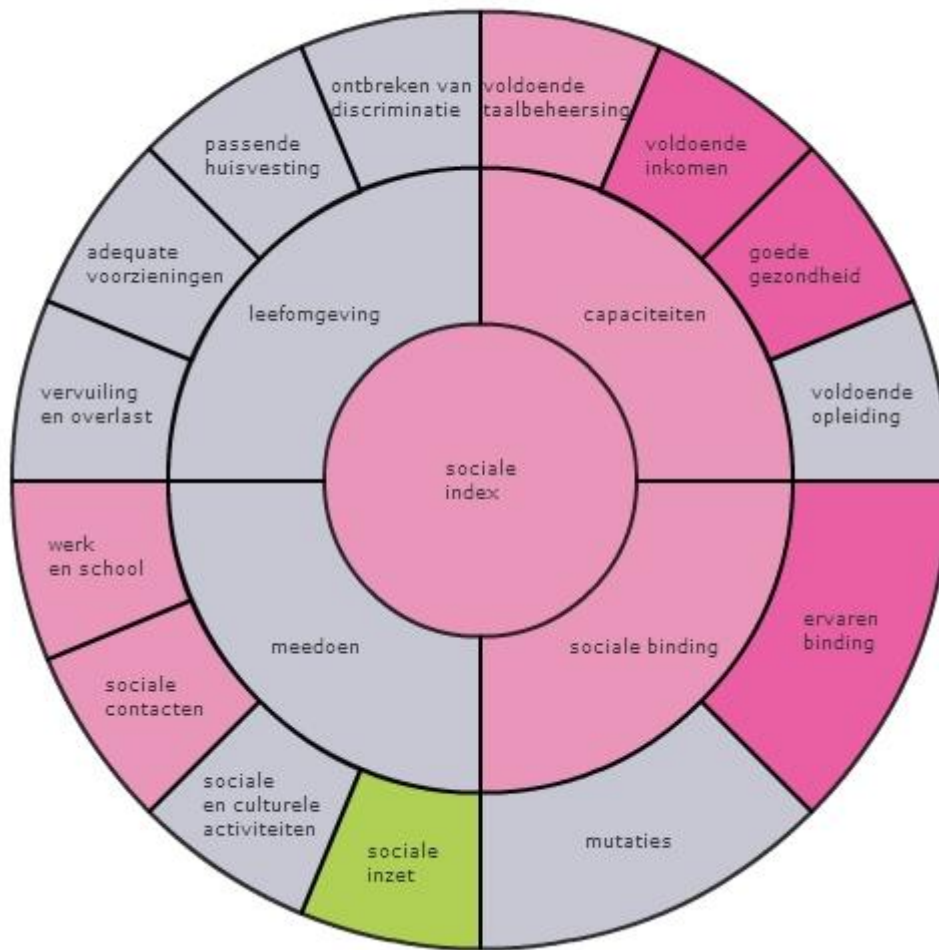 ontbreken van
discriminatie
voldoende
taalbeheersing
passende
huisvesting
voldoende
inkomen
adequate
voorzieningen
goede
gezondheid
leefomgeving
capaciteiten
vervuiling
en overlast
voldoende
opleiding
sociale
index
werk
en school
ervaren
binding
meedoen
sociale binding
sociale
contacten
sociale
en culturele
activiteiten
sociale
inzet
mutaties